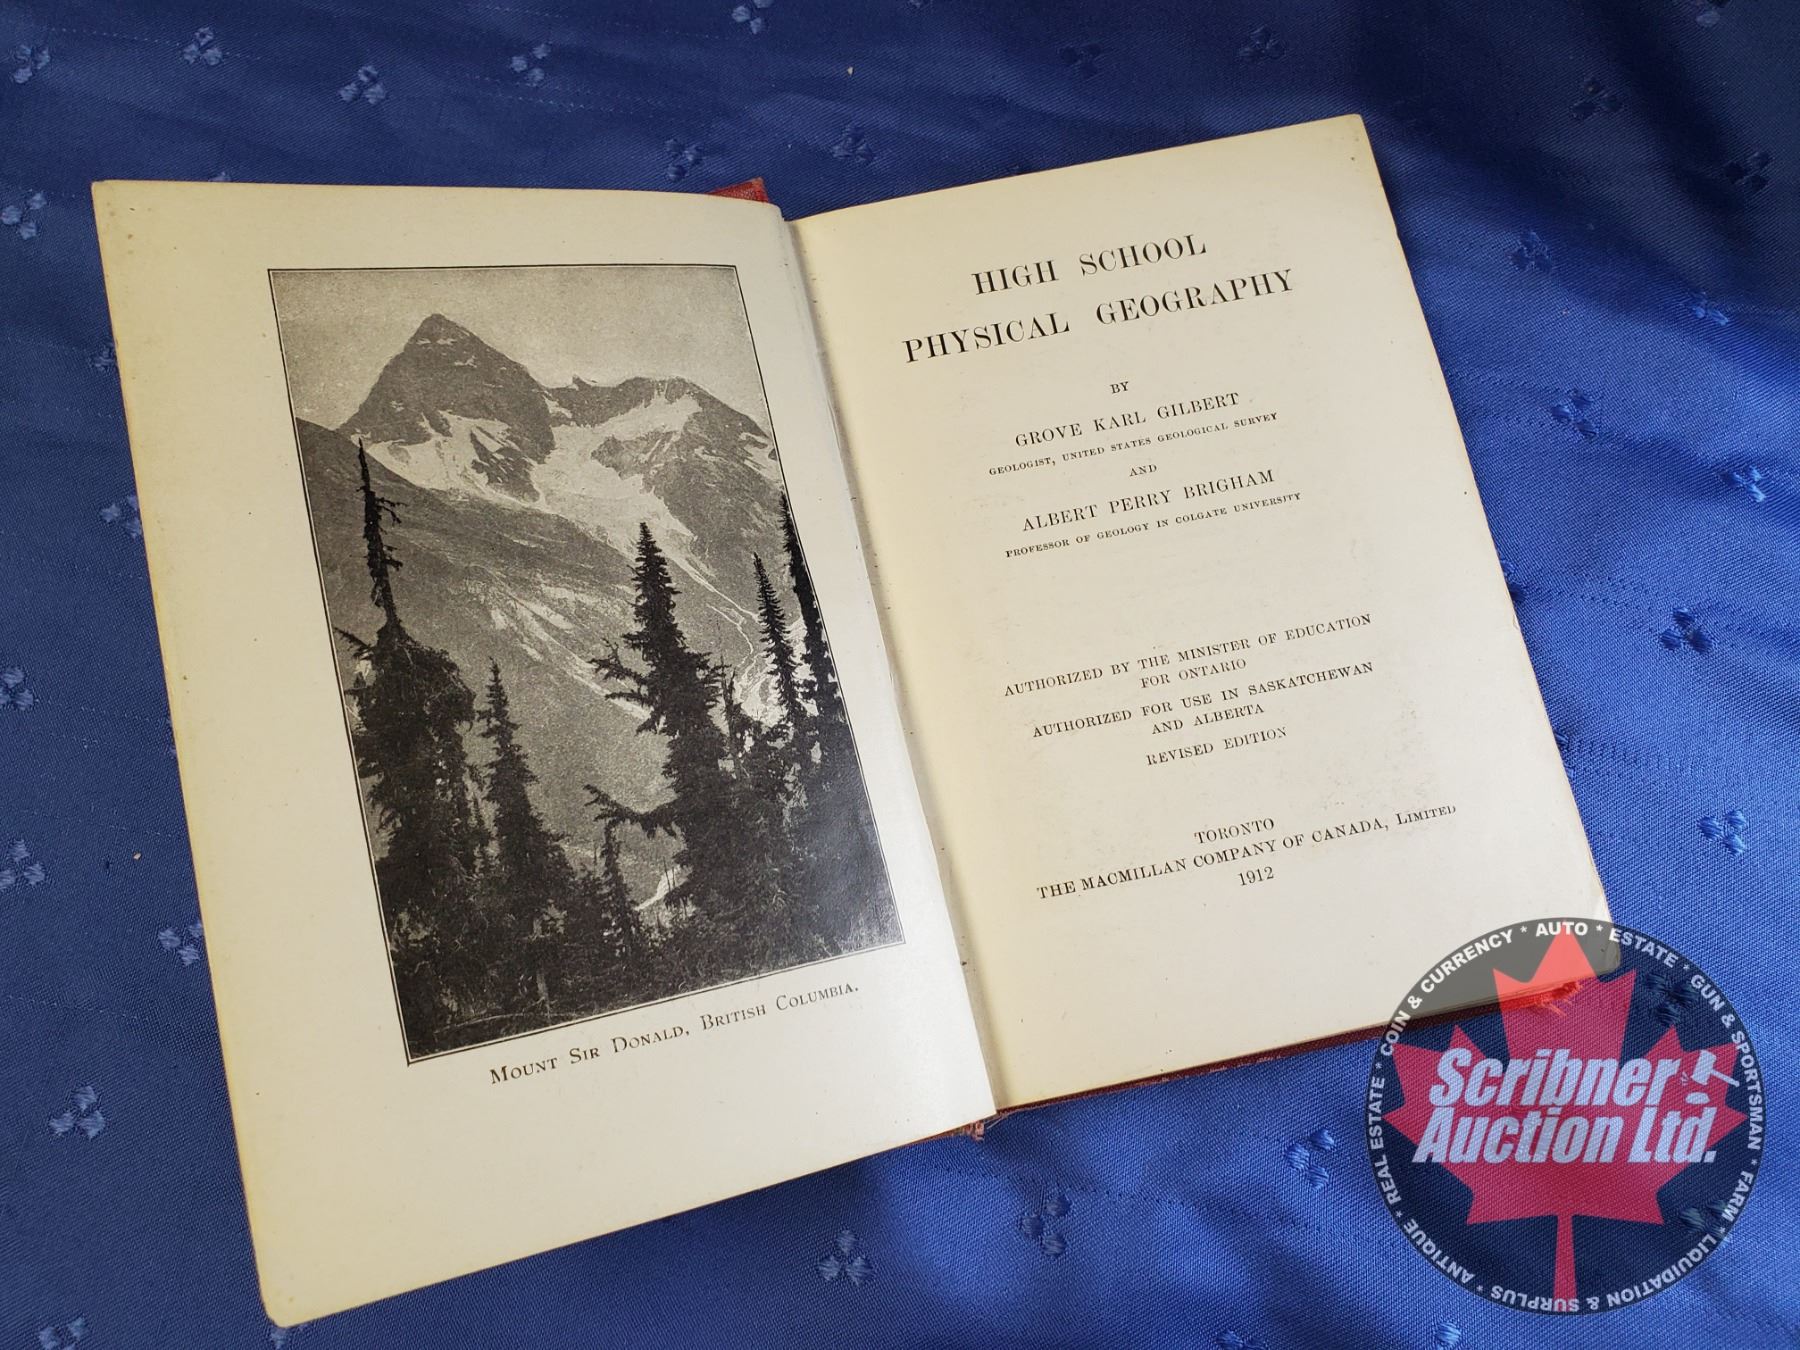 MOUNT SIR DONALD, BRITISH COLUMBIA.
HIGH SCHOOL
PHYSICAL GEOGRAPHY
BY
GROVE KARL GILBERT
GEOLOGIST, UNITED STATES GEOLOGICAL SURVEY
AND
ALBERT PERRY BRIGHAM
PROFESSOR OF GEOLOGY IN COLGATE UNIVERSITY
AUTHORIZED BY THE MINISTER OF EDUCATION
FOR ONTARIO
AUTHORIZED FOR USE IN SASKATCHEWAN
AND ALBERTA
REVISED EDITION
TORONTO
THE MACMILLAN COMPANY OF CANADA, LIMITED
1912
COIN & CURRENCY * AUTO * ESTATE * GUN & SPORTSMAN * FARM * LIQUIDATION & SURPLUS * ANTIQUE * REAL ESTATE *
Scribner
Auction Ltd.